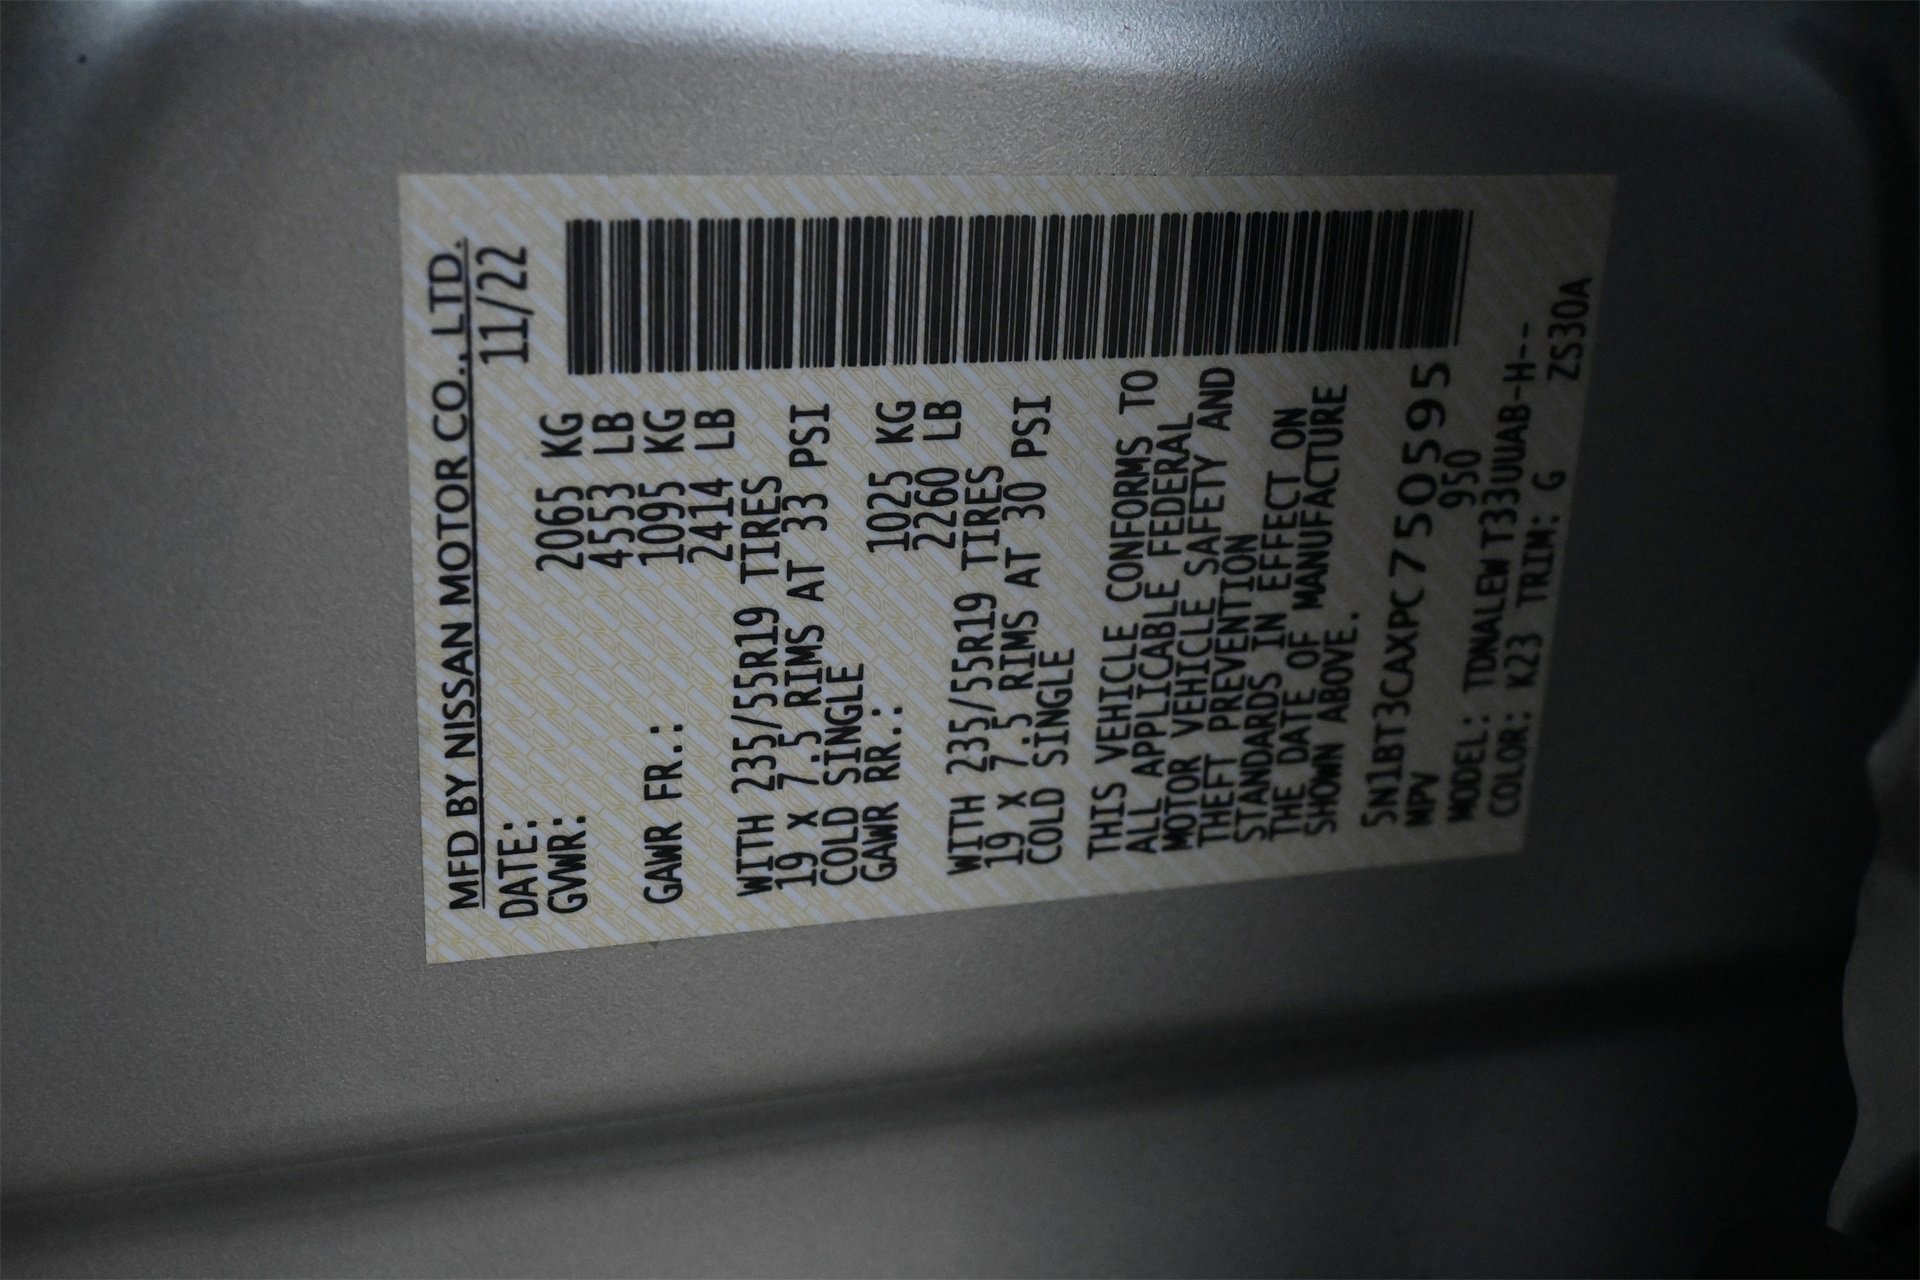 MFD BY NISSAN MOTOR CO., LTD.
DATE: 11/22
GVWR: 2065 KG
4553 LB
GAWR FR.: 1095 KG
2414 LB
WITH 235/55R19 TIRES
19 X 7.5 RIMS AT 33 PSI
COLD SINGLE
GAWR RR.: 1025 KG
2260 LB
WITH 235/55R19 TIRES
19 X 7.5 RIMS AT 30 PSI
COLD SINGLE
THIS VEHICLE CONFORMS TO
ALL APPLICABLE FEDERAL
MOTOR VEHICLE SAFETY AND
THEFT PREVENTION
STANDARDS IN EFFECT ON
THE DATE OF MANUFACTURE
SHOWN ABOVE.
5N1BT3CAXPC750595
MPV 950
MODEL: TDNALEW T33UUAB-H--
COLOR: K23 TRIM: G
ZS30A